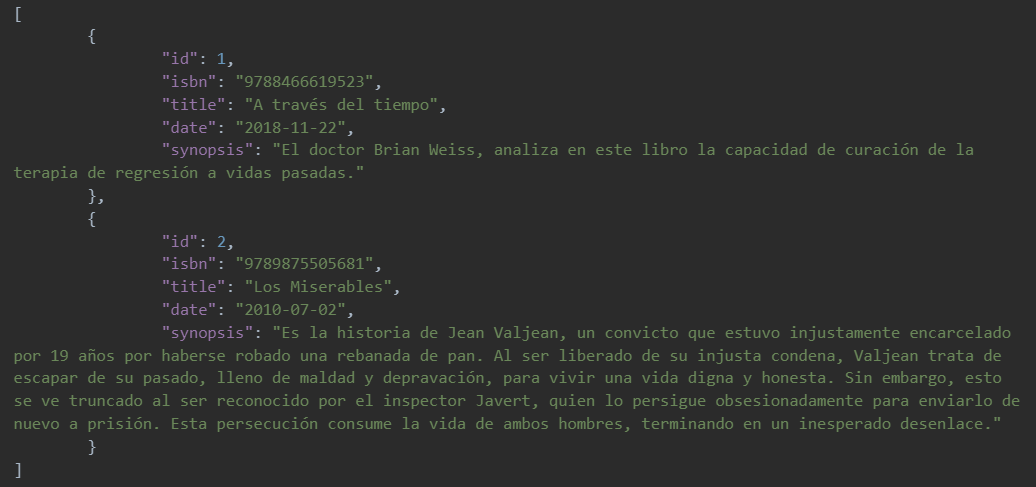 [
{
"id": 1,
"isbn": "9788466619523",
"title": "A través del tiempo",
"date": "2018-11-22",
"synopsis": "El doctor Brian Weiss, analiza en este libro la capacidad de curación de la
terapia de regresión a vidas pasadas."
},
{
"id": 2,
"isbn": "9789875505681",
"title": "Los Miserables",
"date": "2010-07-02",
"synopsis": "Es la historia de Jean Valjean, un convicto que estuvo injustamente encarcelado
por 19 años por haberse robado una rebanada de pan. Al ser liberado de su injusta condena, Valjean trata de
escapar de su pasado, lleno de maldad y depravación, para vivir una vida digna y honesta. Sin embargo, esto
se ve truncado al ser reconocido por el inspector Javert, quien lo persigue obsesionadamente para enviarlo de
nuevo a prisión. Esta persecución consume la vida de ambos hombres, terminando en un inesperado desenlace."
}
]